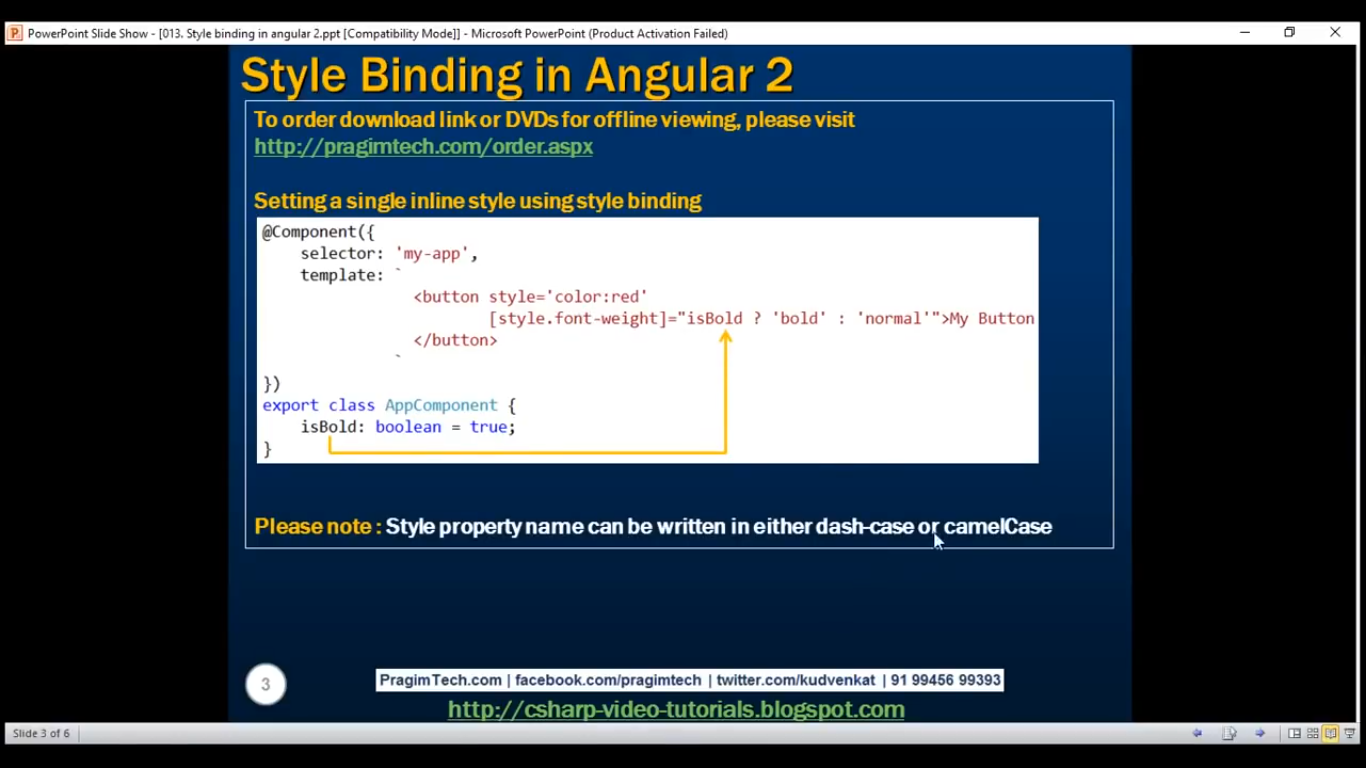 PowerPoint Slide Show - [013. Style binding in angular 2.ppt [Compatibility Mode]] - Microsoft PowerPoint (Product Activation Failed)
Style Binding in Angular 2
To order download link or DVDs for offline viewing, please visit
http://pragimtech.com/order.aspx
Setting a single inline style using style binding
@Component({
selector: 'my-app',
template: `
<button style='color:red'
[style.font-weight]="isBold ? 'bold' : 'normal'">My Button
</button>
`
})
export class AppComponent {
isBold: boolean = true;
}
Please note : Style property name can be written in either dash-case or camelCase
3
PragimTech.com | facebook.com/pragimtech | twitter.com/kudvenkat | 91 99456 99393
http://csharp-video-tutorials.blogspot.com
Slide 3 of 6